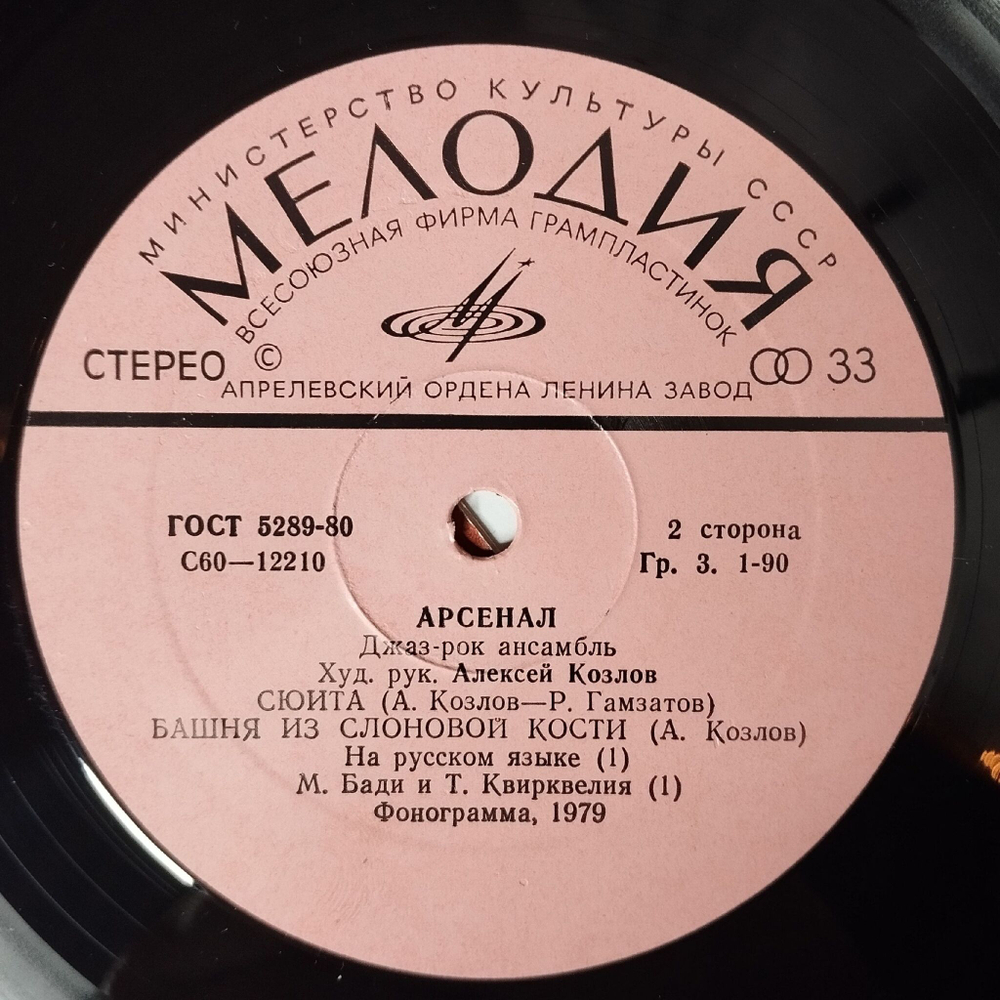 МИНИСТЕРСТВО КУЛЬТУРЫ СССР
МЕЛОДИЯ
ВСЕСОЮЗНАЯ ФИРМА ГРАМПЛАСТИНОК
СТЕРЕО © 33
АПРЕЛЕВСКИЙ ОРДЕНА ЛЕНИНА ЗАВОД
ГОСТ 5289-80 2 сторона
С60—12210 Гр. 3. 1-90
АРСЕНАЛ
Джаз-рок ансамбль
Худ. рук. Алексей Козлов
СЮИТА (А. Козлов—Р. Гамзатов)
БАШНЯ ИЗ СЛОНОВОЙ КОСТИ (А. Козлов)
На русском языке (1)
М. Бади и Т. Квирквелия (1)
Фонограмма, 1979